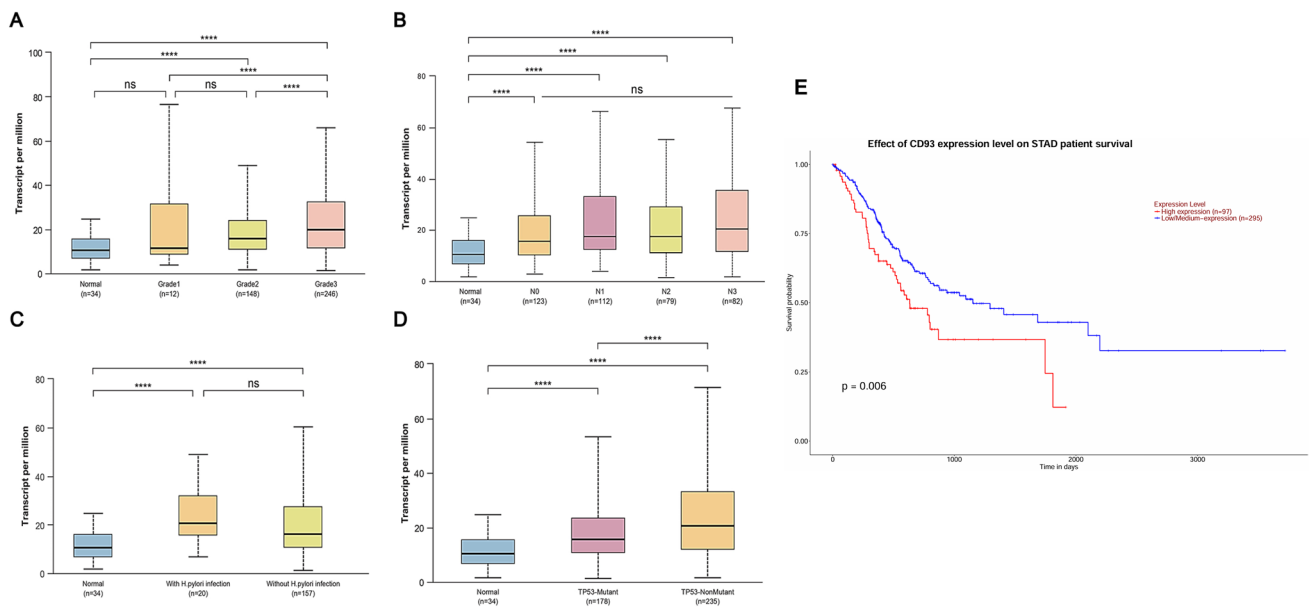 A
****
****
****
ns
ns
****
Transcript per million
100
80
60
40
20
0
Normal
(n=34)
Grade1
(n=12)
Grade2
(n=148)
Grade3
(n=246)
B
****
****
****
****
ns
Transcript per million
80
60
40
20
0
Normal
(n=34)
N0
(n=123)
N1
(n=112)
N2
(n=79)
N3
(n=82)
C
****
****
ns
Transcript per million
80
60
40
20
0
Normal
(n=34)
With H.pylori infection
(n=20)
Without H.pylori infection
(n=157)
D
****
****
****
Transcript per million
80
60
40
20
0
Normal
(n=34)
TP53-Mutant
(n=178)
TP53-NonMutant
(n=235)
E
Effect of CD93 expression level on STAD patient survival
Expression Level
High expression (n=97)
Low/Medium-expression (n=295)
Survival probability
1.00
0.75
0.50
0.25
0.00
p = 0.006
0
1000
2000
3000
Time in days